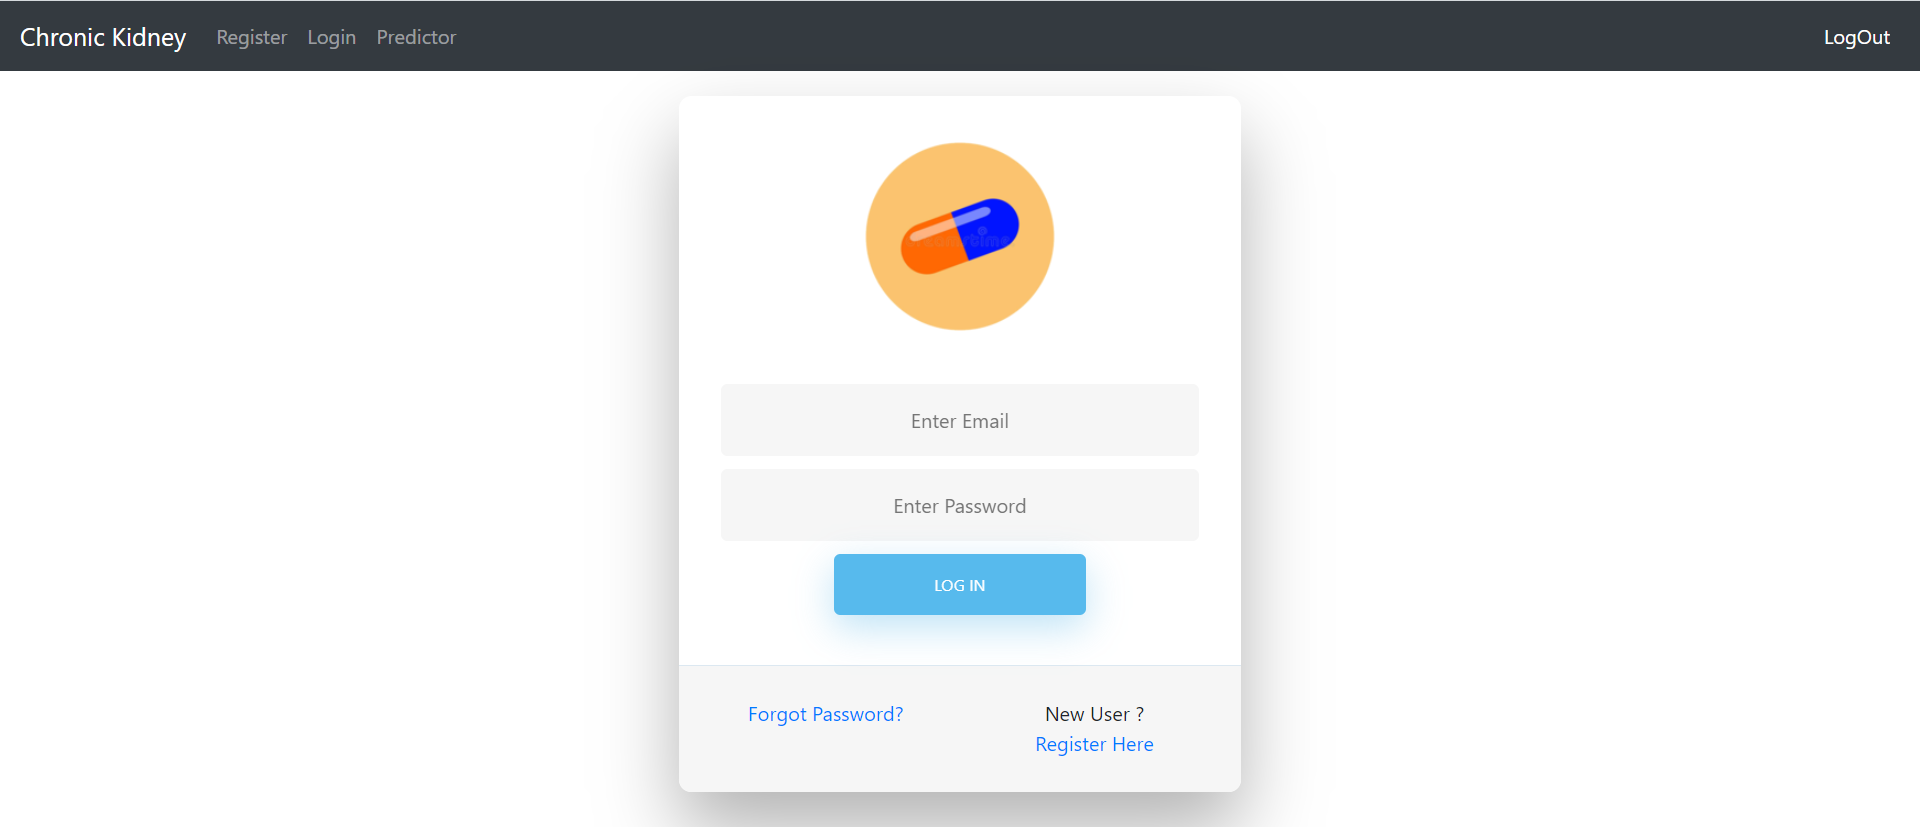 Chronic Kidney Register Login Predictor LogOut
Enter Email
Enter Password
LOG IN
Forgot Password? New User ?
Register Here